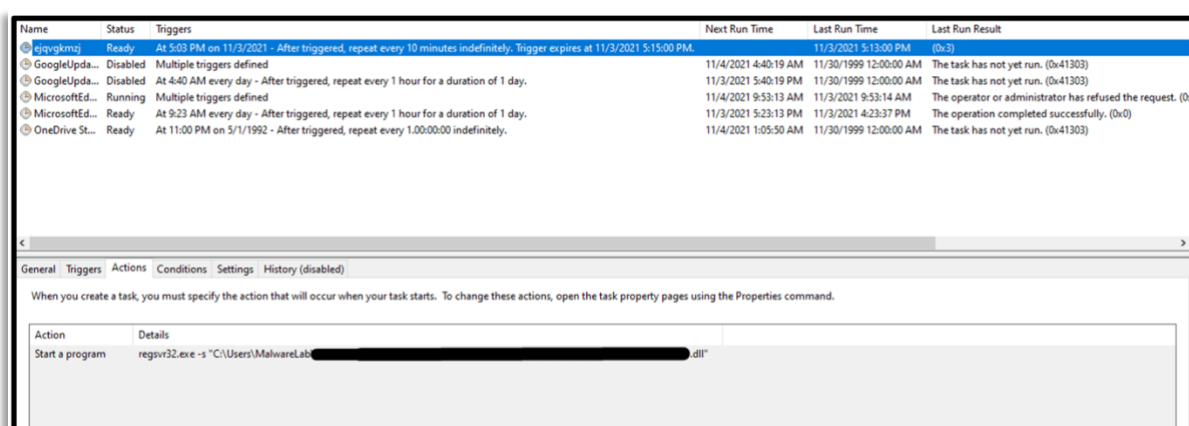 Name Status Triggers Next Run Time Last Run Time Last Run Result
ejqvgkmzj Ready At 5:03 PM on 11/3/2021 - After triggered, repeat every 10 minutes indefinitely. Trigger expires at 11/3/2021 5:15:00 PM. 11/3/2021 5:13:00 PM (0x3)
GoogleUpda... Disabled Multiple triggers defined 11/4/2021 4:40:19 AM 11/30/1999 12:00:00 AM The task has not yet run. (0x41303)
GoogleUpda... Disabled At 4:40 AM every day - After triggered, repeat every 1 hour for a duration of 1 day. 11/3/2021 5:40:19 PM 11/30/1999 12:00:00 AM The task has not yet run. (0x41303)
MicrosoftEd... Running Multiple triggers defined 11/4/2021 9:53:13 AM 11/3/2021 9:53:14 AM The operator or administrator has refused the request. (0
MicrosoftEd... Ready At 9:23 AM every day - After triggered, repeat every 1 hour for a duration of 1 day. 11/3/2021 5:23:13 PM 11/3/2021 4:23:37 PM The operation completed successfully. (0x0)
OneDrive St... Ready At 11:00 PM on 5/1/1992 - After triggered, repeat every 1.00:00:00 indefinitely. 11/4/2021 1:05:50 AM 11/30/1999 12:00:00 AM The task has not yet run. (0x41303)
General Triggers Actions Conditions Settings History (disabled)
When you create a task, you must specify the action that will occur when your task starts. To change these actions, open the task property pages using the Properties command.
Action Details
Start a program regsvr32.exe -s "C:\Users\MalwareLab .dll"